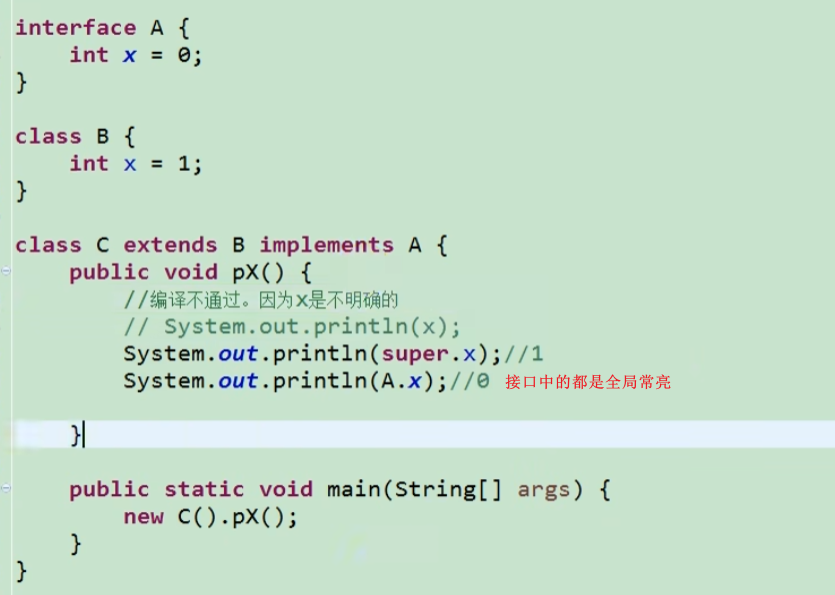 interface A {
int x = 0;
}
class B {
int x = 1;
}
class C extends B implements A {
public void pX() {
//编译不通过。因为x是不明确的
// System.out.println(x);
System.out.println(super.x);//1
System.out.println(A.x);//0 接口中的都是全局常亮
}
public static void main(String[] args) {
new C().pX();
}
}